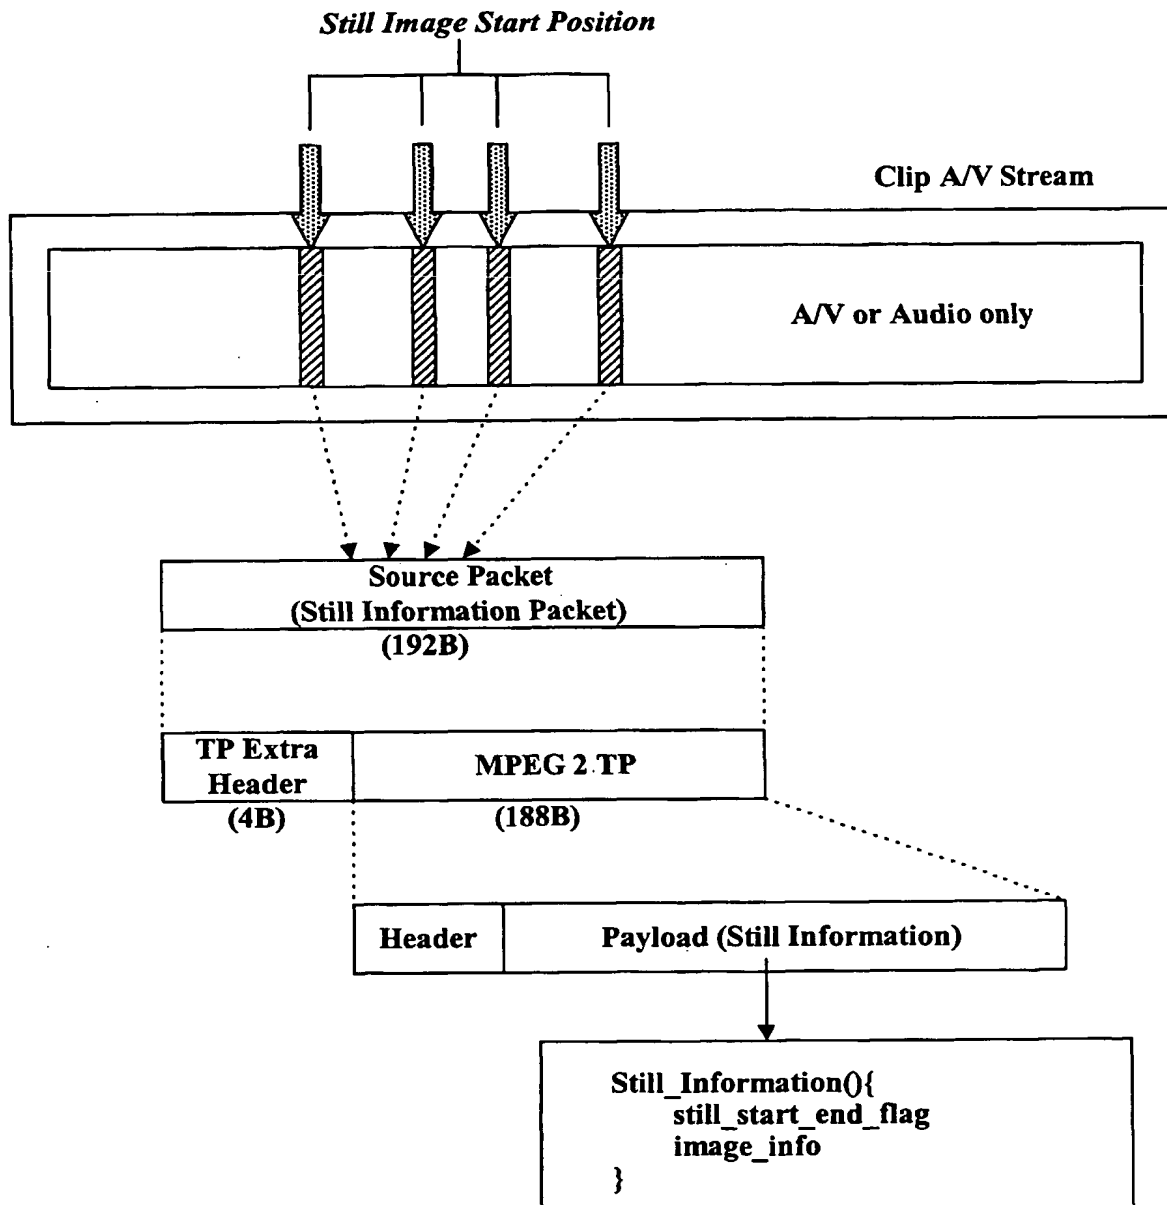 Still Image Start Position
Clip A/V Stream
A/V or Audio only
Source Packet
(Still Information Packet)
(192B)
TP Extra
Header
MPEG 2 TP
(4B)
(188B)
Header
Payload (Still Information)
Still_Information(){
still_start_end_flag
image_info
}